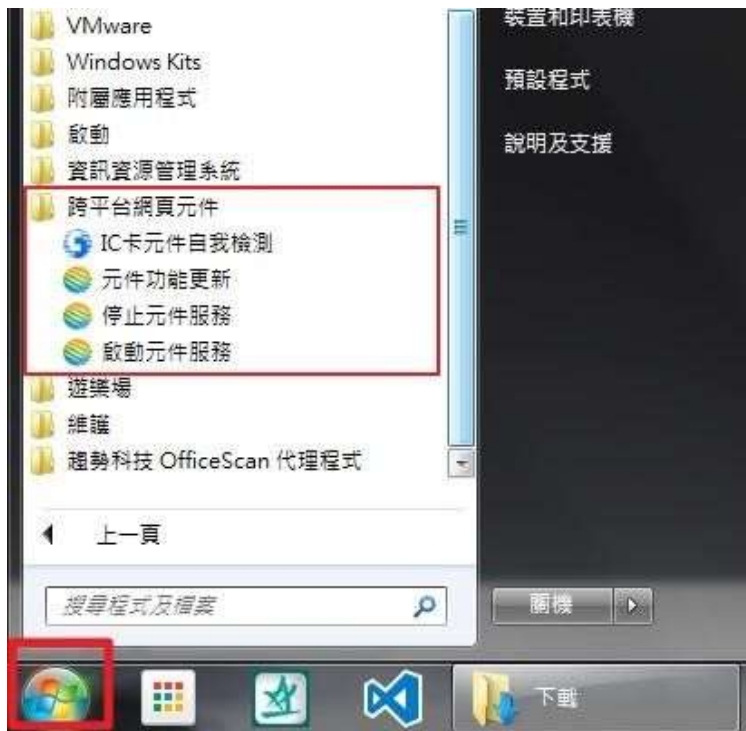 VMware
Windows Kits
附屬應用程式
啟動
資訊資源管理系統
跨平台網頁元件
IC卡元件自我檢測
元件功能更新
停止元件服務
啟動元件服務
遊樂場
維護
趨勢科技 OfficeScan 代理程式
上一頁
搜尋程式及檔案
裝置和印表機
預設程式
說明及支援
關機
下載